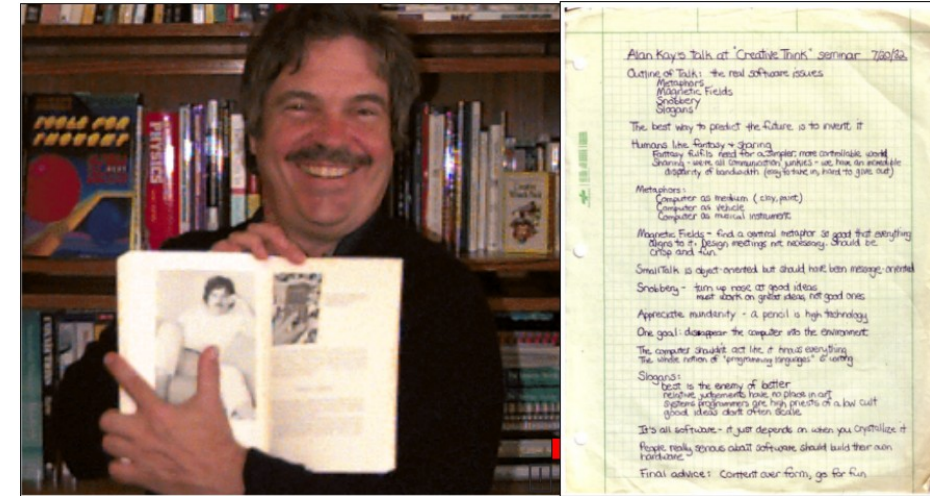 TOOLS FOR
THOUGHT
PHYSICS
Alan Kay's talk at "Creative Think" seminar 7/20/82
Outline of Talk: the real software issues
Metaphors
Magnetic Fields
Snobbery
Slogans
The best way to predict the future is to invent it
Humans like fantasy + sharing
Fantasy fulfils need for a simpler, more controllable world
Sharing - we're all communication junkies - we have an incredible
disparity of bandwidth (easy to take in, hard to give out)
Metaphors:
Computer as medium (clay, paint)
Computer as vehicle
Computer as musical instrument
Magnetic Fields - find a central metaphor so good that everything
aligns to it. Design meetings not necessary. Should be
crisp and fun.
SmallTalk is object-oriented but should have been message-oriented
Snobbery - turn up nose at good ideas
must work on great ideas, not good ones
Appreciate mundanity - a pencil is high technology
One goal: disappear the computer into the environment
The computer shouldn't act like it knows everything
The whole notion of "programming languages" is wrong
Slogans:
best is the enemy of better
relative judgements have no place in art
systems programmers are high priests of a low cult
good ideas don't often scale
It's all software - it just depends on when you crystallize it
People really serious about software should build their own
hardware
Final advice: Content over form, go for fun